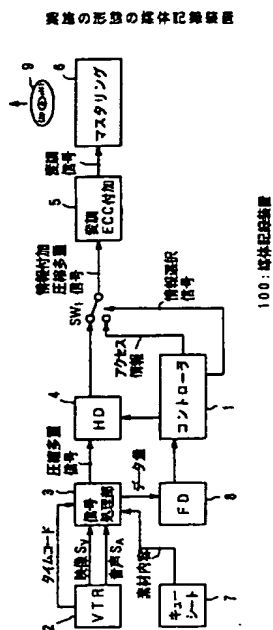 実施の形態の媒体記録装置
9
6
マスタリング
変調
信号
5
変調
ECC付加
情報付加
圧縮多重
信号
SW₁
情報選択
信号
アクセス
情報
4
HD
コントローラ
1
圧縮多重
信号
データ量
3
信号
処理部
FD
8
タイムコード
映像SV
音声SA
素材内容
2
VTR
キュー
シート
7
100：媒体記録装置